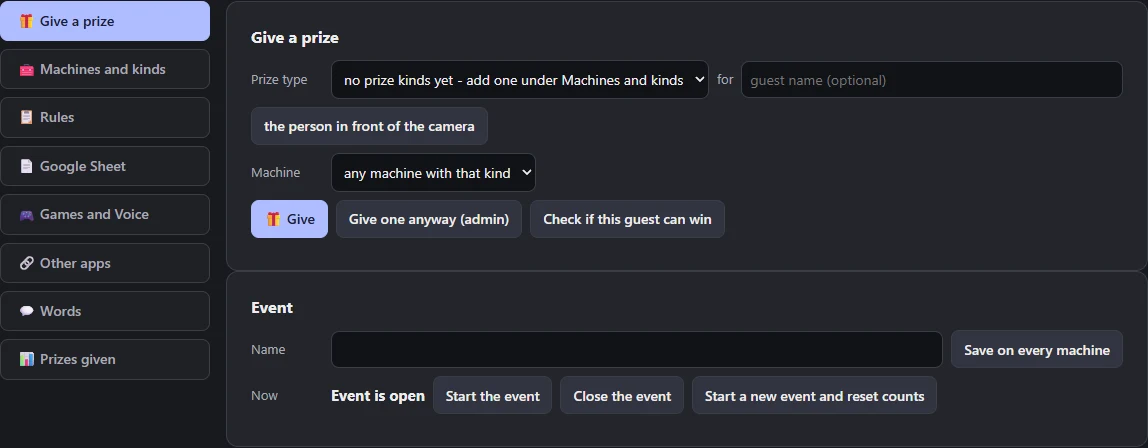 Give a prize
Machines and kinds
Rules
Google Sheet
Games and Voice
Other apps
Words
Prizes given
Give a prize
Prize type no prize kinds yet - add one under Machines and kinds for guest name (optional)
the person in front of the camera
Machine any machine with that kind
Give Give one anyway (admin) Check if this guest can win
Event
Name Save on every machine
Now Event is open Start the event Close the event Start a new event and reset counts